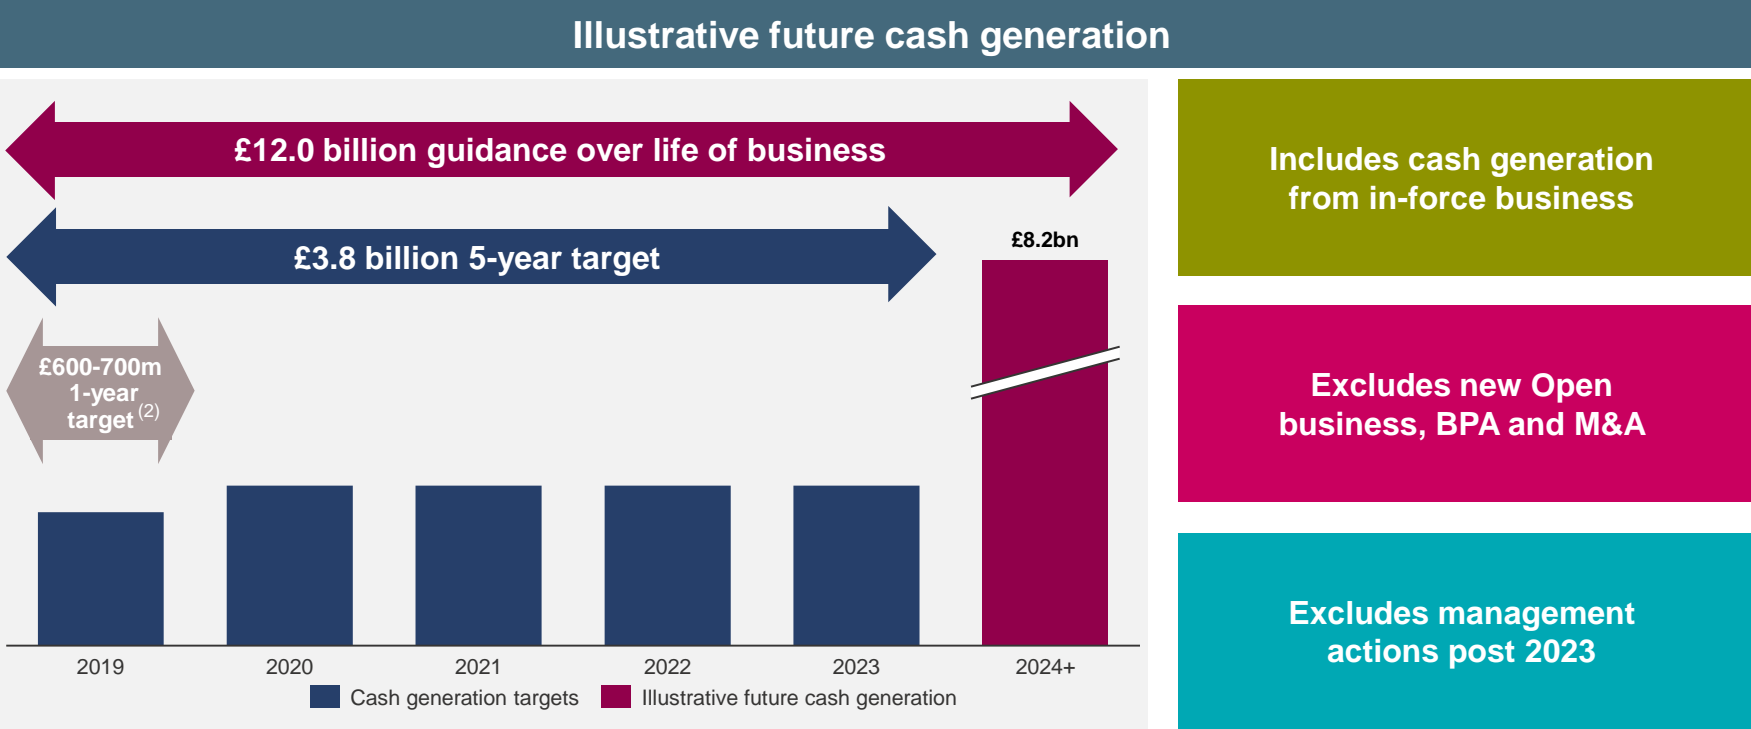 Illustrative future cash generation
£12.0 billion guidance over life of business
£3.8 billion 5-year target
£8.2bn
£600-700m
1-year
target (2)
2019
2020
2021
2022
2023
2024+
Cash generation targets
Illustrative future cash generation
Includes cash generation
from in-force business
Excludes new Open
business, BPA and M&A
Excludes management
actions post 2023